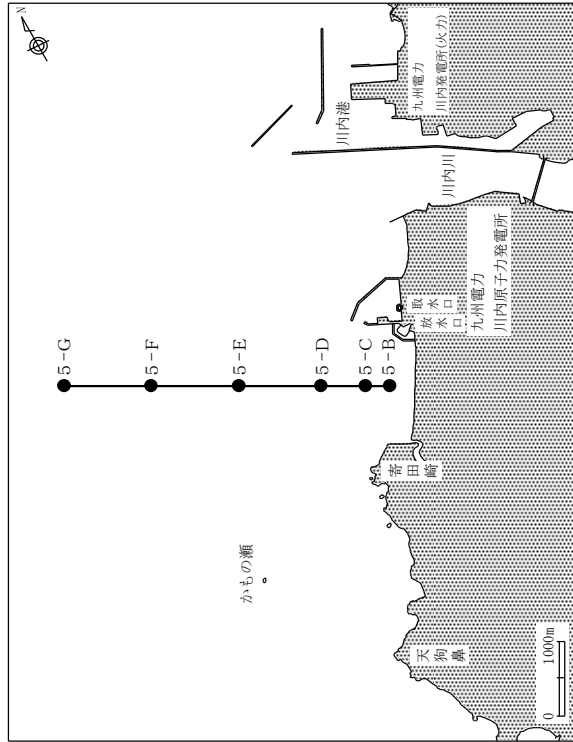 N
九州電力
川内発電所(火力)
川内港
川内川
取水口
放水口
九州電力
川内原子力発電所
5-G
5-F
5-E
5-D
5-C
5-B
寄田崎
かもの瀬
天狗鼻
0 1000m